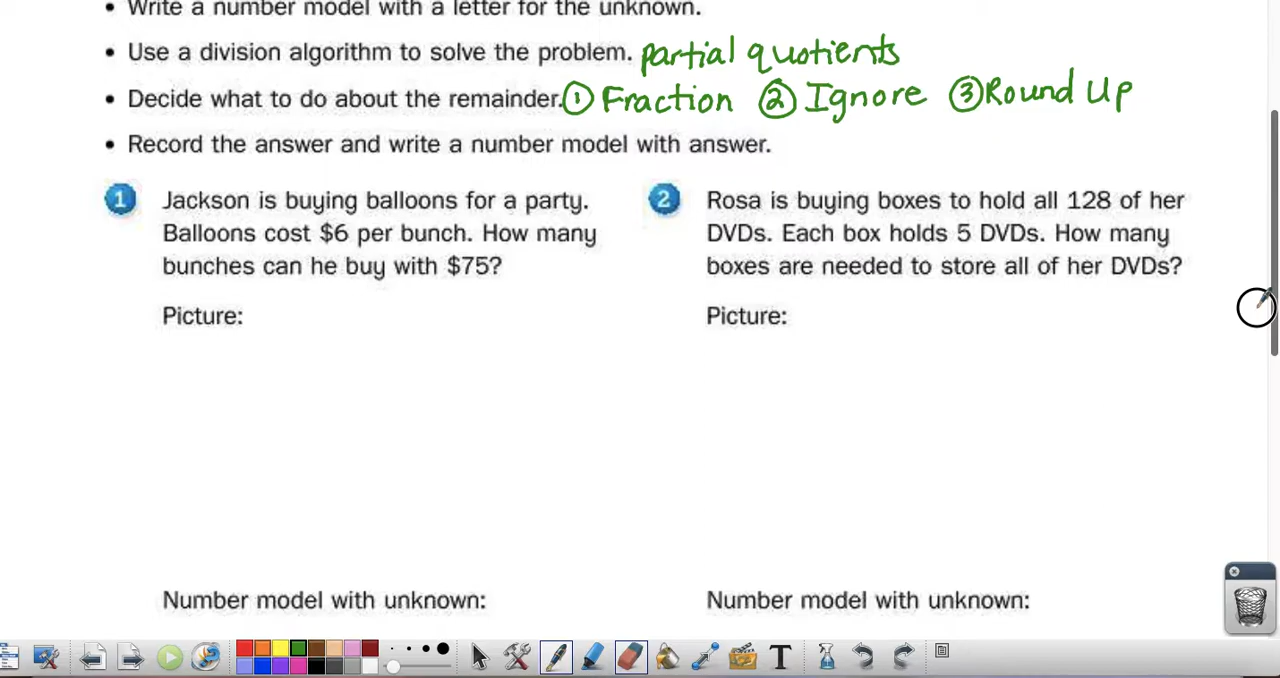 • Write a number model with a letter for the unknown.
• Use a division algorithm to solve the problem. partial quotients
• Decide what to do about the remainder. ① Fraction ② Ignore ③ Round Up
• Record the answer and write a number model with answer.
1 Jackson is buying balloons for a party.
Balloons cost $6 per bunch. How many
bunches can he buy with $75?
Picture:
Number model with unknown:
2 Rosa is buying boxes to hold all 128 of her
DVDs. Each box holds 5 DVDs. How many
boxes are needed to store all of her DVDs?
Picture:
Number model with unknown:
T